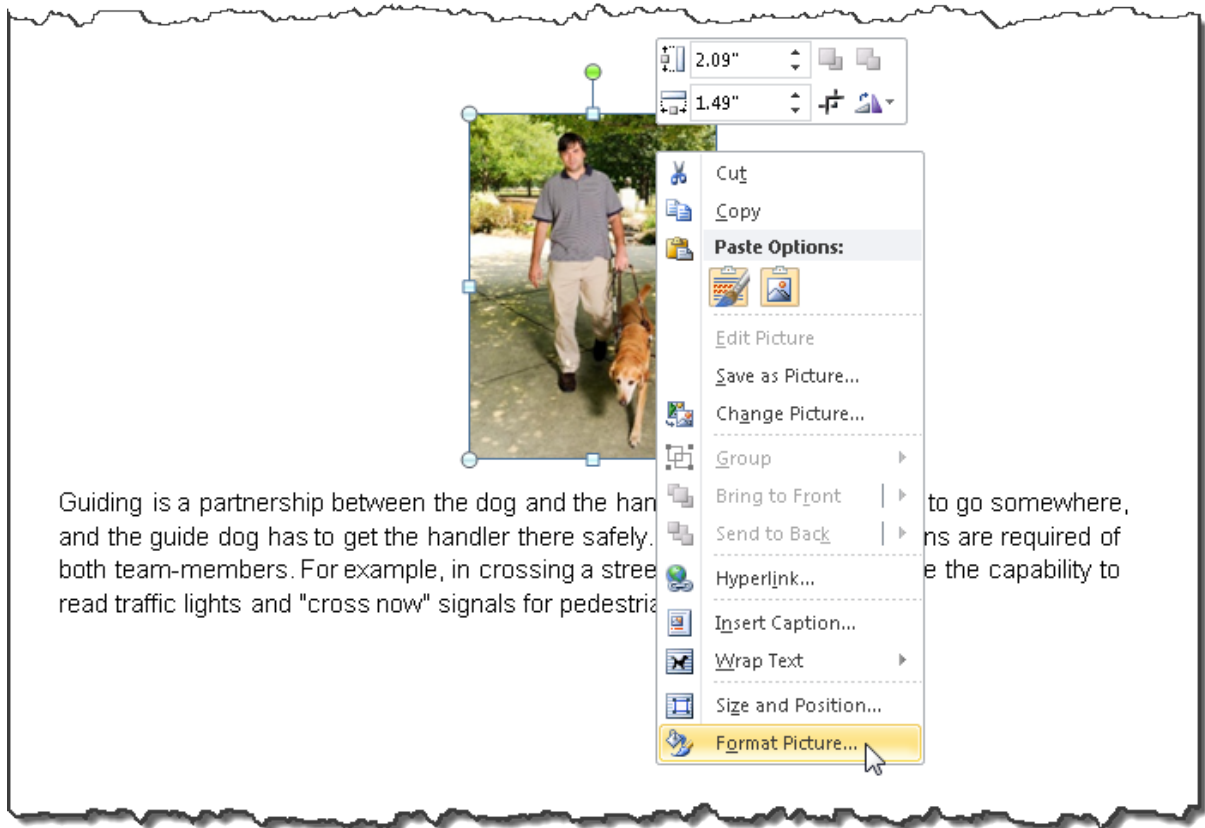 2.09"
1.49"
Cut
Copy
Paste Options:
Edit Picture
Save as Picture...
Change Picture...
Group
Bring to Front
Send to Back
Hyperlink...
Insert Caption...
Wrap Text
Size and Position...
Format Picture...
Guiding is a partnership between the dog and the han to go somewhere,
and the guide dog has to get the handler there safely. ns are required of
both team-members. For example, in crossing a stree e the capability to
read traffic lights and "cross now" signals for pedestria